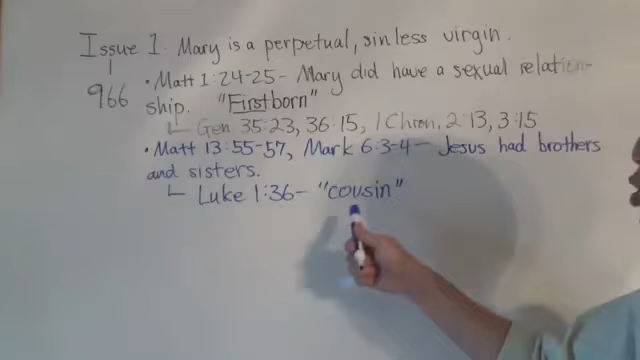 Issue 1. Mary is a perpetual, sinless virgin.
966
• Matt 1:24-25- Mary did have a sexual relation-
ship. "Firstborn"
Gen 35:23, 36:15, 1 Chron. 2:13, 3:15
• Matt 13:55-57, Mark 6:3-4- Jesus had brothers
and sisters.
Luke 1:36- "cousin"